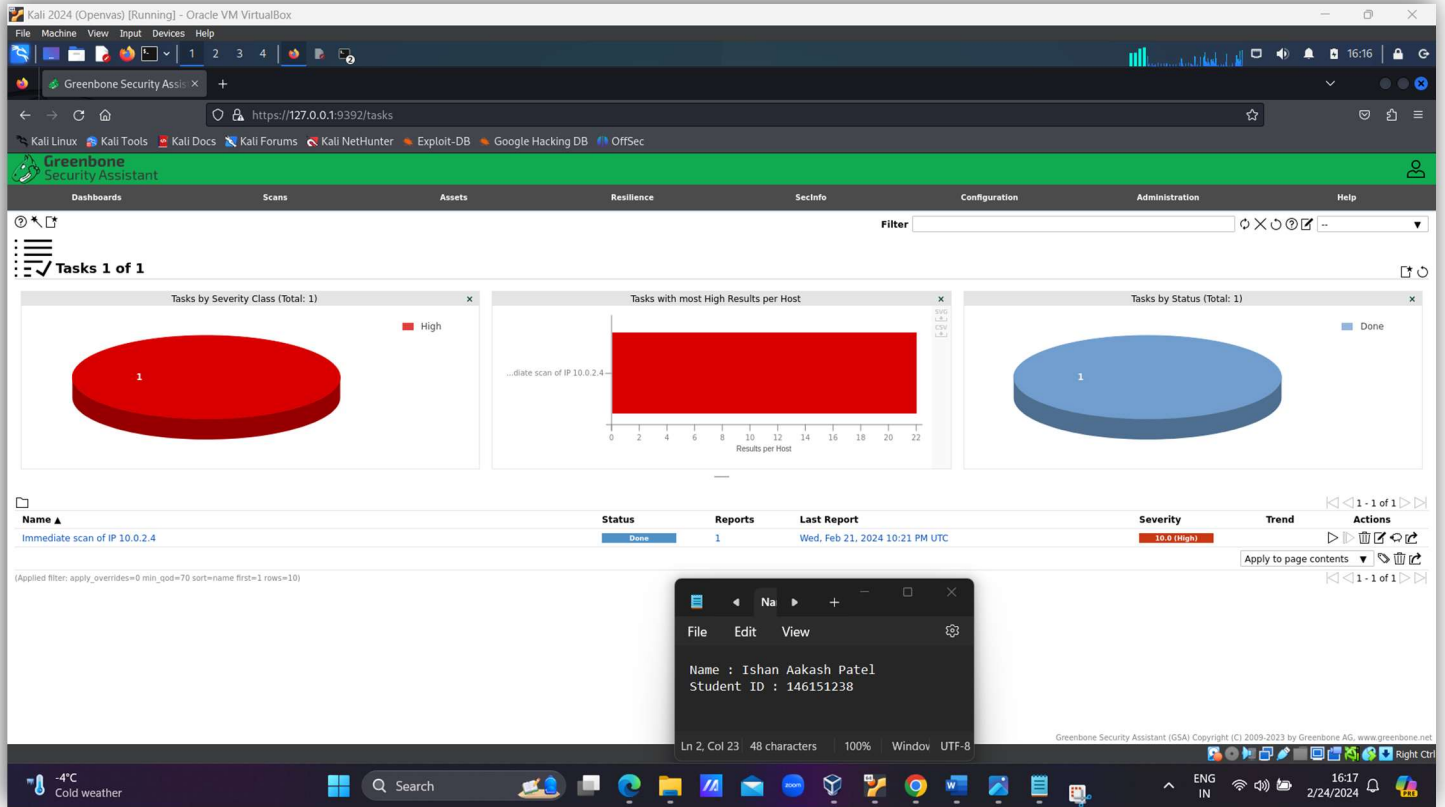 Kali 2024 (Openvas) [Running] - Oracle VM VirtualBox
File Machine View Input Devices Help
1 2 3 4 2 16:16
Greenbone Security Assis
https://127.0.0.1:9392/tasks
Kali Linux Kali Tools Kali Docs Kali Forums Kali NetHunter Exploit-DB Google Hacking DB OffSec
Greenbone
Security Assistant
Dashboards Scans Assets Resilience SecInfo Configuration Administration Help
Filter --
Tasks 1 of 1
Tasks by Severity Class (Total: 1) × Tasks with most High Results per Host × Tasks by Status (Total: 1) ×
High SVG Done
CSV
1 ...diate scan of IP 10.0.2.4 1
0 2 4 6 8 10 12 14 16 18 20 22
Results per Host
1 - 1 of 1
Name ▲ Status Reports Last Report Severity Trend Actions
Immediate scan of IP 10.0.2.4 Done 1 Wed, Feb 21, 2024 10:21 PM UTC 10.0 (High)
Apply to page contents
(Applied filter: apply_overrides=0 min_qod=70 sort=name first=1 rows=10) 1 - 1 of 1
Na
File Edit View
Name : Ishan Aakash Patel
Student ID : 146151238
Ln 2, Col 23 48 characters 100% Window UTF-8
Greenbone Security Assistant (GSA) Copyright (C) 2009-2023 by Greenbone AG, www.greenbone.net
Right Ctrl
-4°C
Cold weather
Search
zoom
ENG
IN
16:17
2/24/2024
PRE